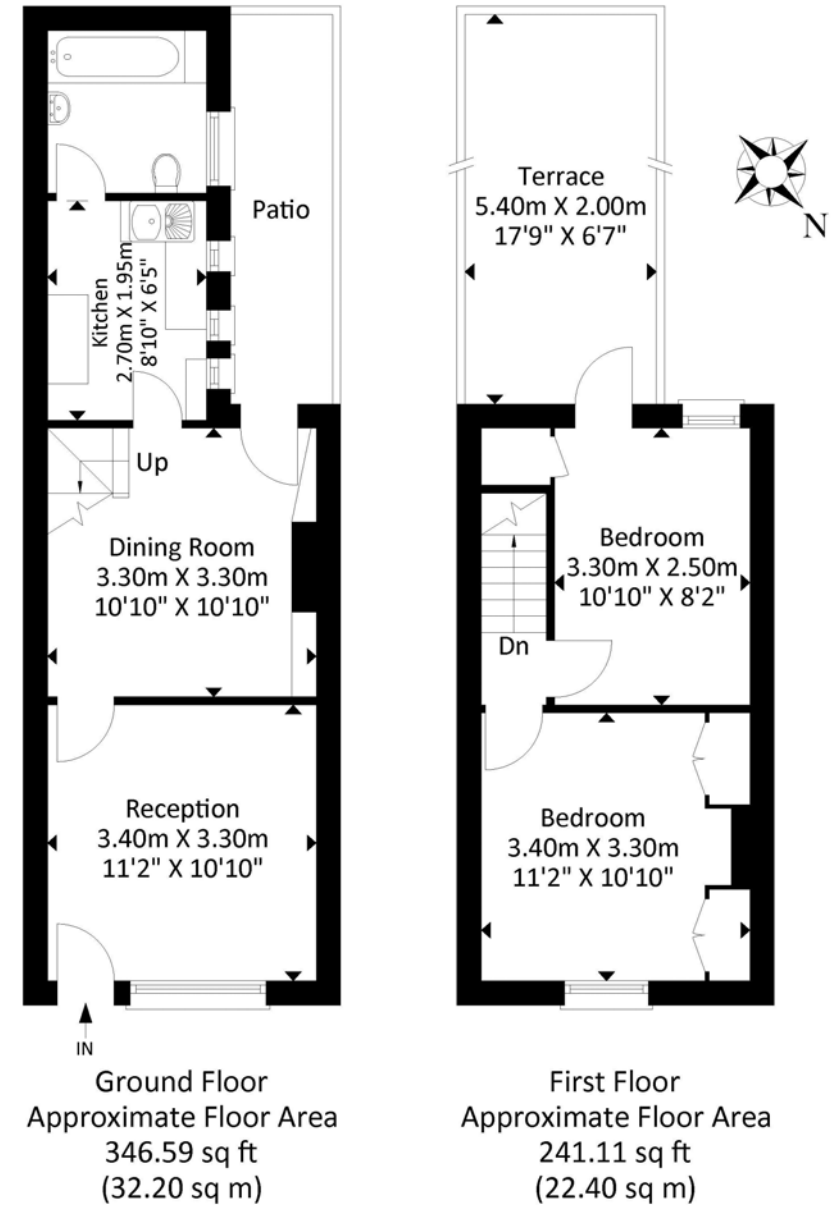 Patio
Kitchen
2.70m X 1.95m
8'10" X 6'5"
Up
Dining Room
3.30m X 3.30m
10'10" X 10'10"
Reception
3.40m X 3.30m
11'2" X 10'10"
IN
Ground Floor
Approximate Floor Area
346.59 sq ft
(32.20 sq m)
Terrace
5.40m X 2.00m
17'9" X 6'7"
N
Bedroom
3.30m X 2.50m
10'10" X 8'2"
Dn
Bedroom
3.40m X 3.30m
11'2" X 10'10"
First Floor
Approximate Floor Area
241.11 sq ft
(22.40 sq m)